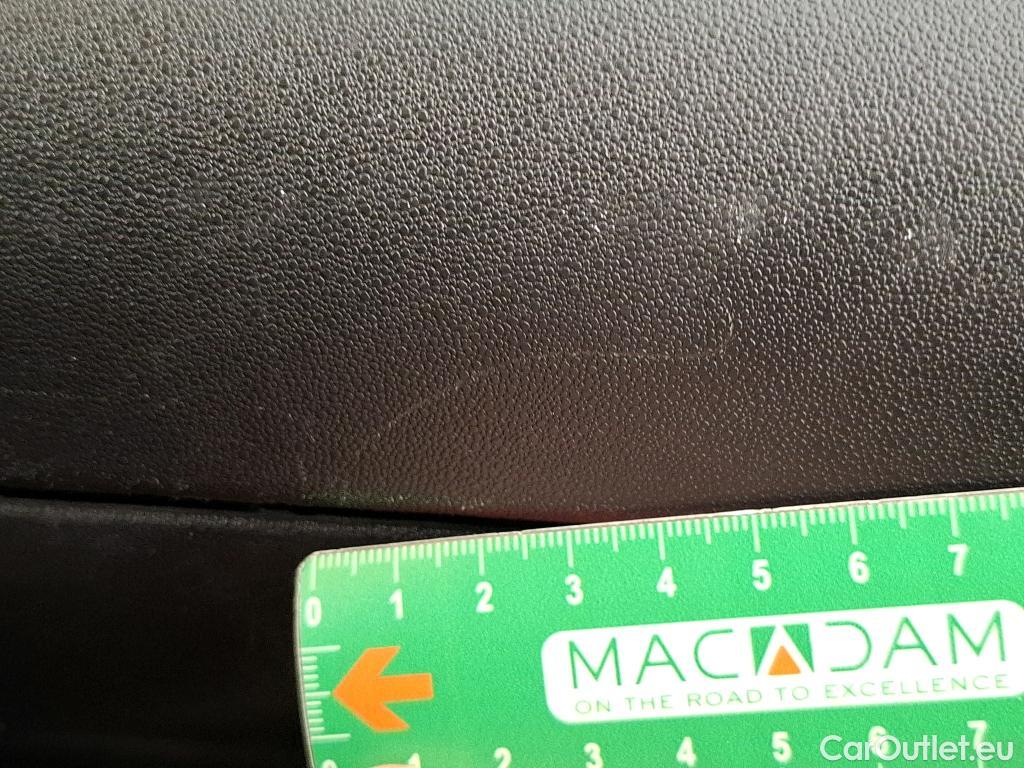 0 1 2 3 4 5 6 7
MACADAM
ON THE ROAD TO EXCELLENCE
1 2 3 4 5 6 7
CarOutlet.eu